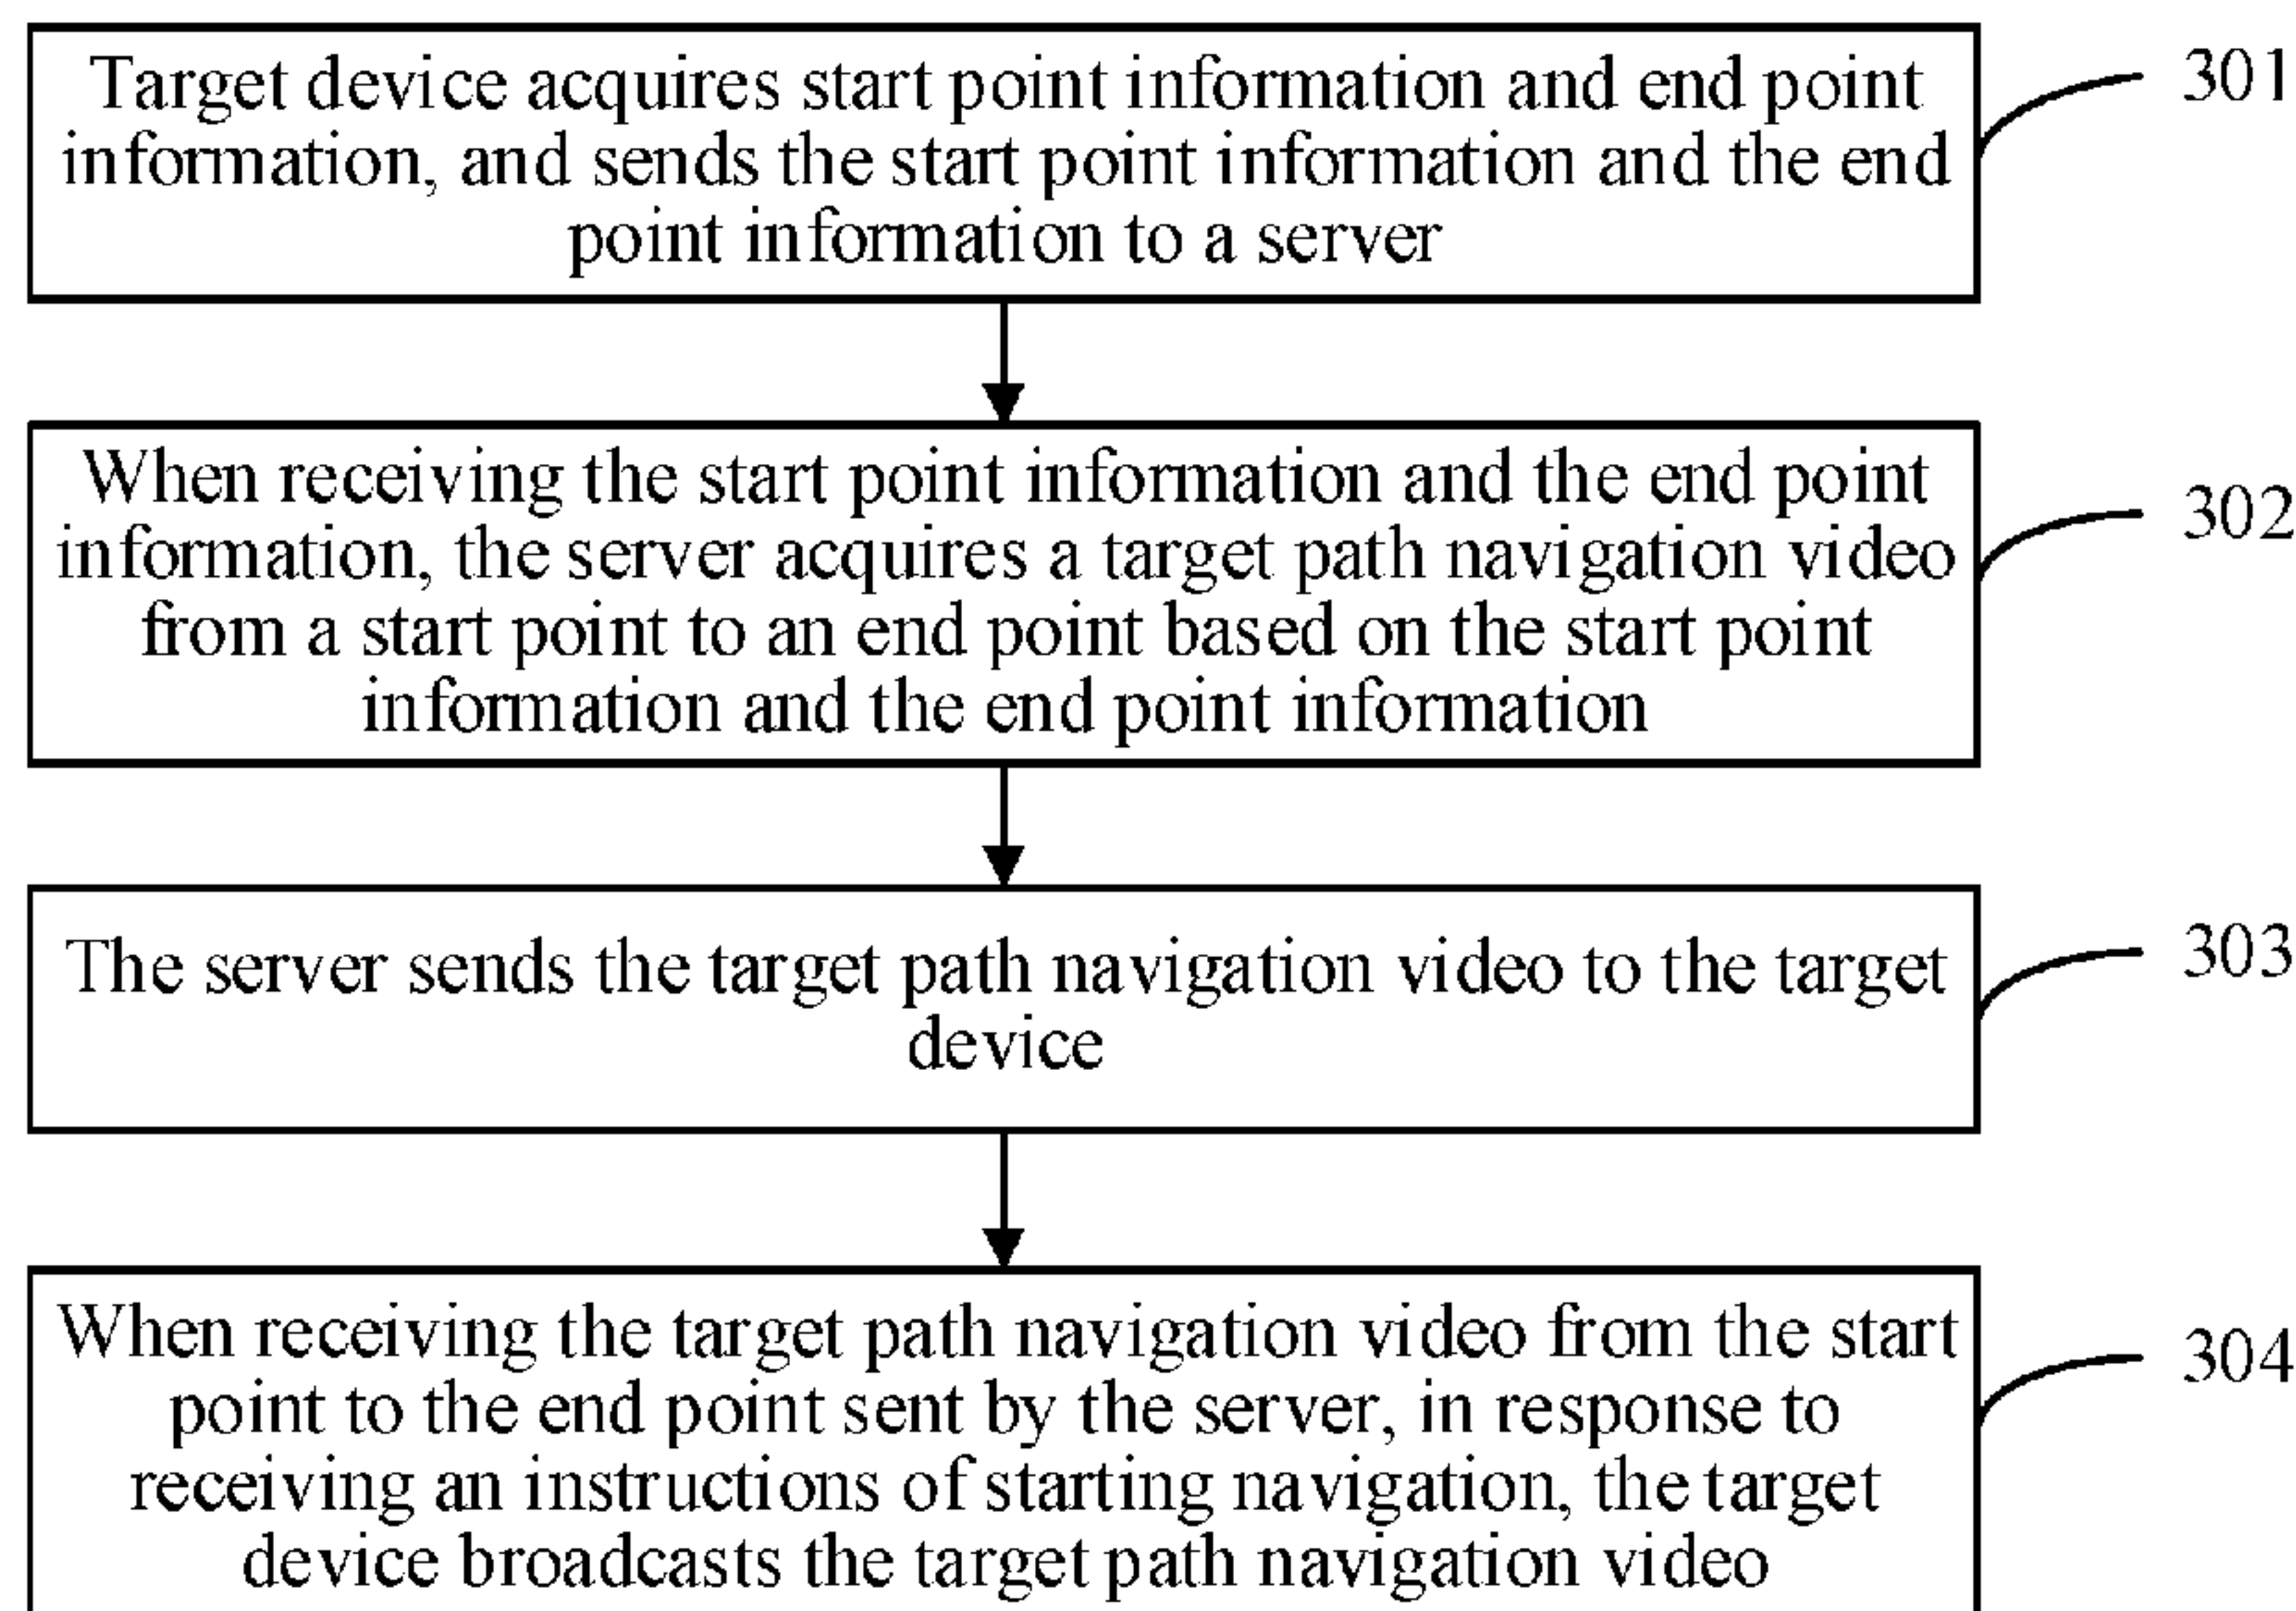 Target device acquires start point information and end point
information, and sends the start point information and the end
point information to a server
301
When receiving the start point information and the end point
information, the server acquires a target path navigation video
from a start point to an end point based on the start point
information and the end point information
302
The server sends the target path navigation video to the target
device
303
When receiving the target path navigation video from the start
point to the end point sent by the server, in response to
receiving an instructions of starting navigation, the target
device broadcasts the target path navigation video
304